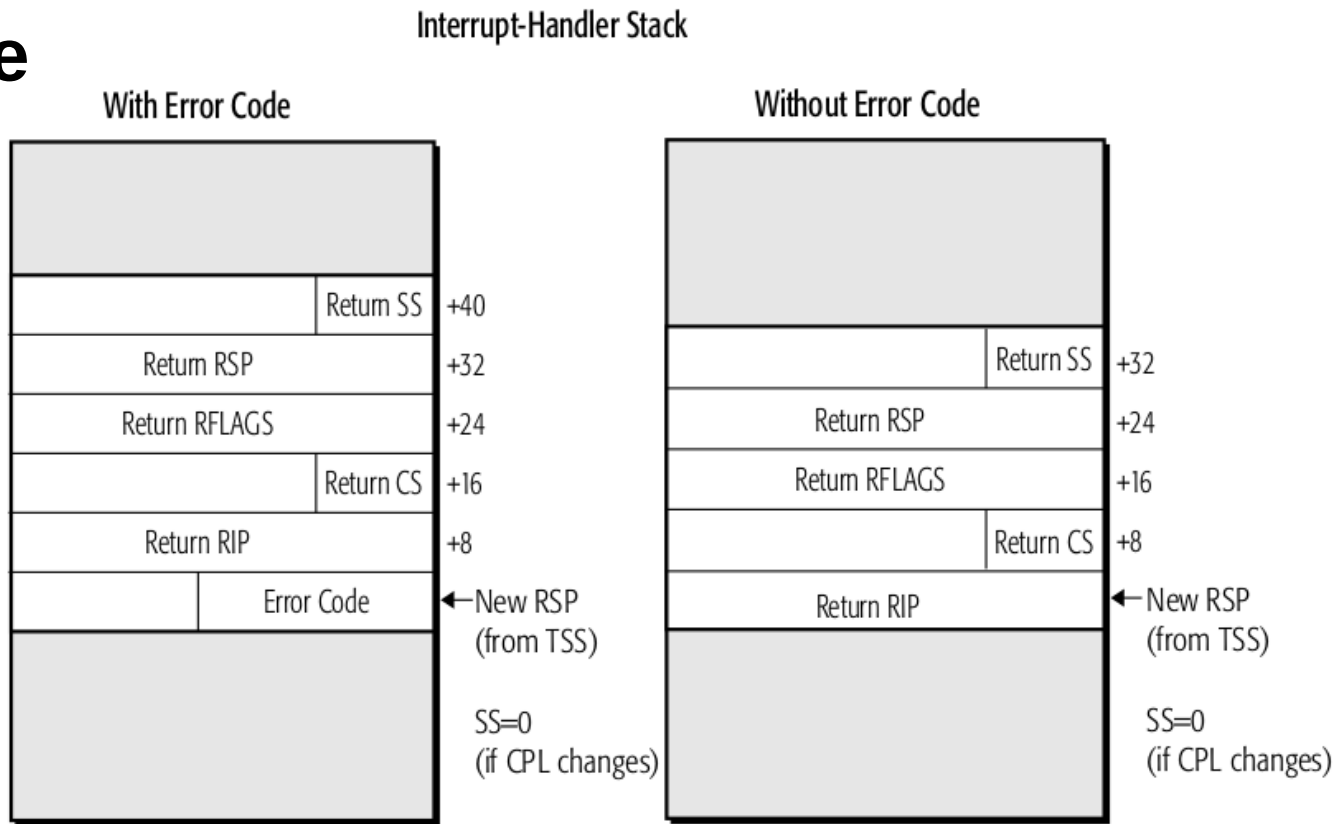 Interrupt-Handler Stack
e
With Error Code
Return SS +40
Return RSP +32
Return RFLAGS +24
Return CS +16
Return RIP +8
Error Code New RSP
(from TSS)
SS=0
(if CPL changes)
Without Error Code
Return SS +32
Return RSP +24
Return RFLAGS +16
Return CS +8
Return RIP New RSP
(from TSS)
SS=0
(if CPL changes)